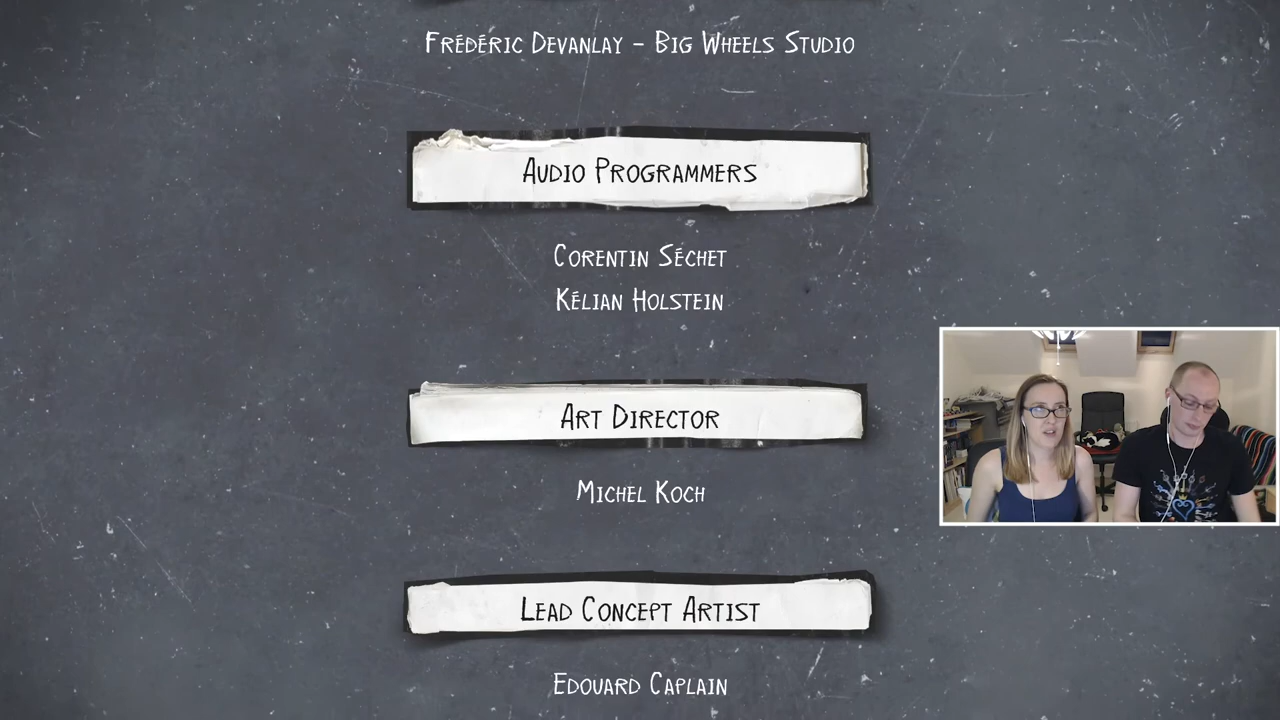 Frédéric Devanlay – Big Wheels Studio
Audio Programmers
Corentin Séchet
Kélian Holstein
Art Director
Michel Koch
Lead Concept Artist
Edouard Caplain